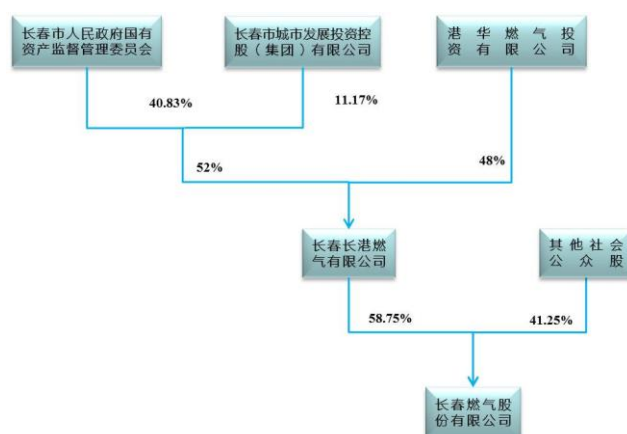 长春市人民政府国有
资产监督管理委员会
长春市城市发展投资控
股（集团）有限公司
港华燃气投
资有限公司
40.83%
11.17%
52%
48%
长春长港燃
气有限公司
其他社会
公众股
58.75%
41.25%
长春燃气股
份有限公司